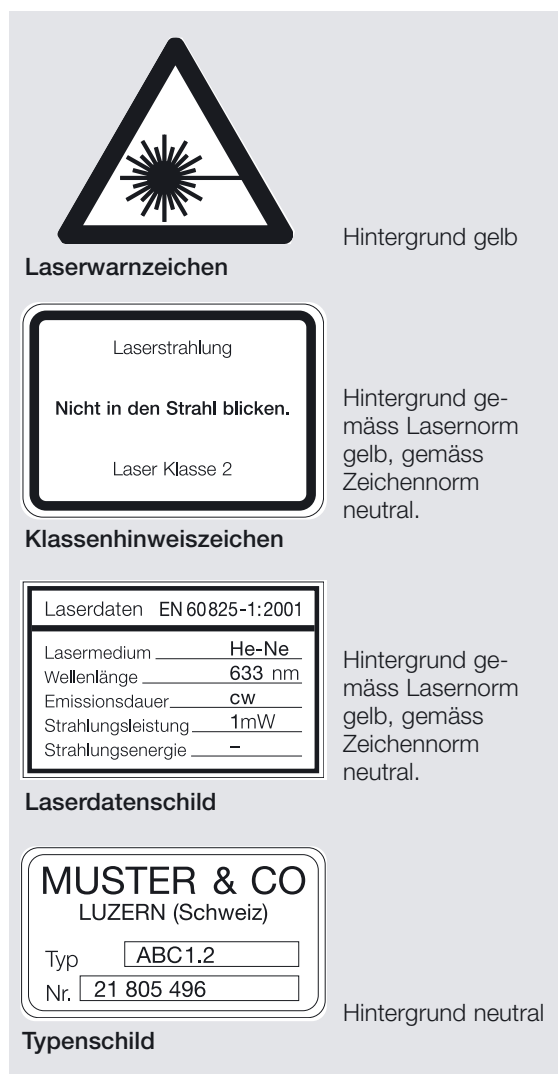 Hintergrund gelb
Laserwarnzeichen
Laserstrahlung
Nicht in den Strahl blicken.
Laser Klasse 2
Hintergrund ge-
mäss Lasernorm
gelb, gemäss
Zeichennorm
neutral.
Klassenhinweiszeichen
Laserdaten EN 60825-1:2001
Lasermedium He-Ne
Wellenlänge 633 nm
Emissionsdauer cw
Strahlungsleistung 1mW
Strahlungsenergie –
Hintergrund ge-
mäss Lasernorm
gelb, gemäss
Zeichennorm
neutral.
Laserdatenschild
MUSTER & CO
LUZERN (Schweiz)
Typ ABC1.2
Nr. 21 805 496
Hintergrund neutral
Typenschild